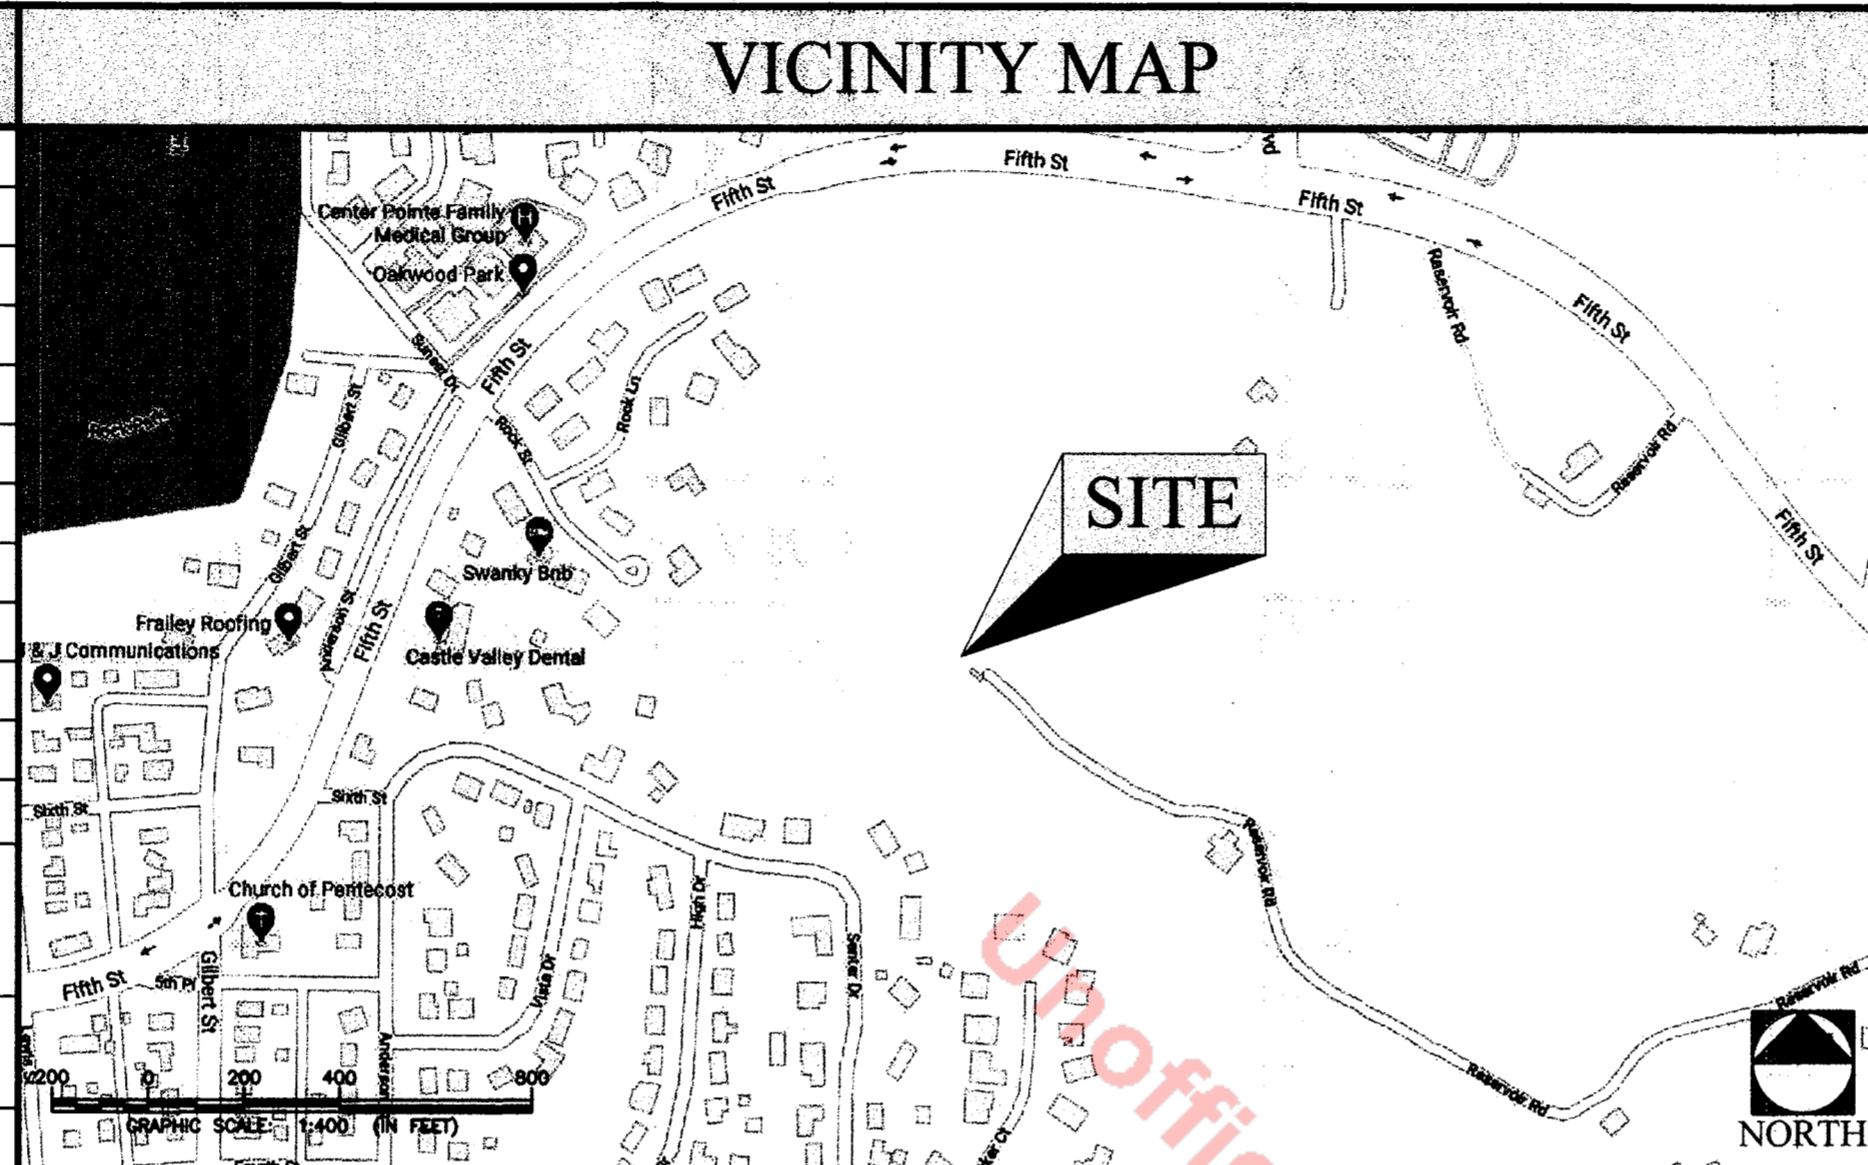 VICINITY MAP
Fifth St
Fifth St
Fifth St
Center Pointe Family
Medical Group
Oakwood Park
Sunset Dr
Fifth St
Reservoir Rd
Fifth St
Gilbert St
Rook Ln
Rook St
Reservoir Rd
SITE
Fifth St
Gilbert St
Swanky Bnb
Frailey Roofing
Anderson St
Fifth St
J & J Communications
Castle Valley Dental
Sixth St
Sixth St
Reservoir Rd
Church of Pentecost
High Dr
Senter Dr
Vista Dr
Fifth St
5th Pl
Gilbert St
Anderson
Reservoir Rd
Reservoir Rd
200 0 200 400 800
GRAPHIC SCALE: 1:400 (IN FEET)
NORTH
Unoffic